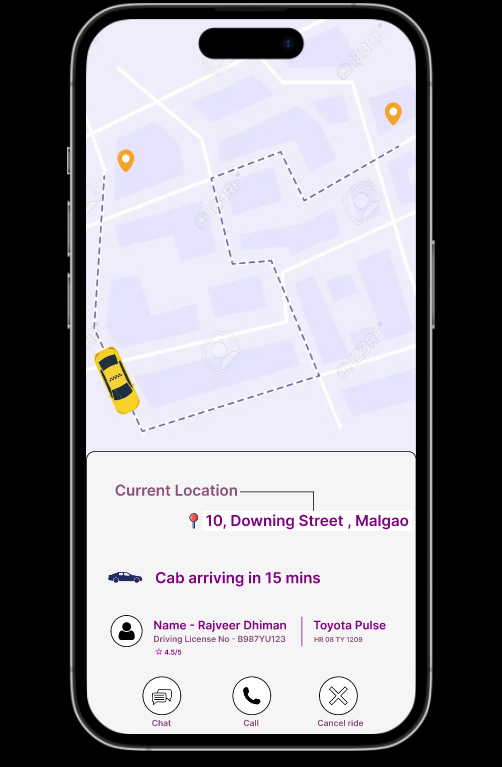 Current Location
10, Downing Street , Malgao
Cab arriving in 15 mins
Name - Rajveer Dhiman
Driving License No - B987YU123
4.5/5
Toyota Pulse
HR 08 TY 1209
Chat
Call
Cancel ride